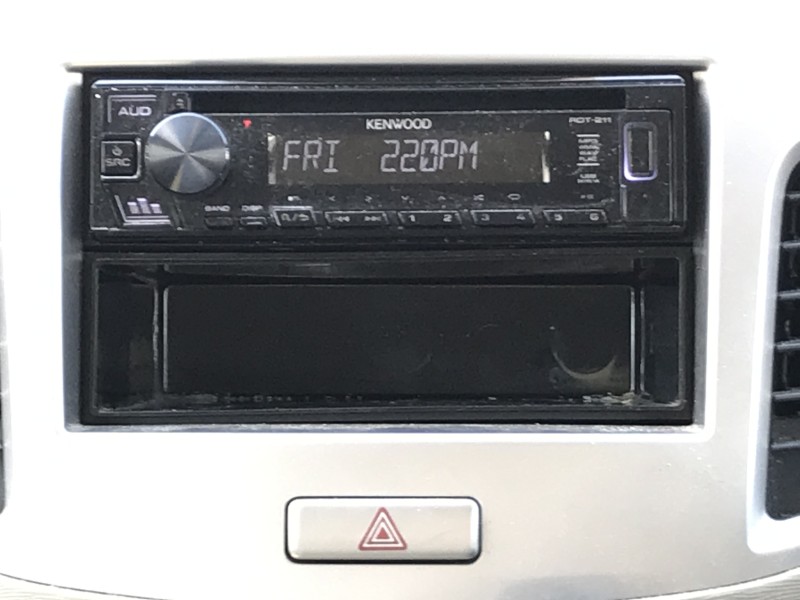 AUD
KENWOOD
RDT-211
SRC
FRI 220PM
BAND DISP
1 2 3 4 5 6